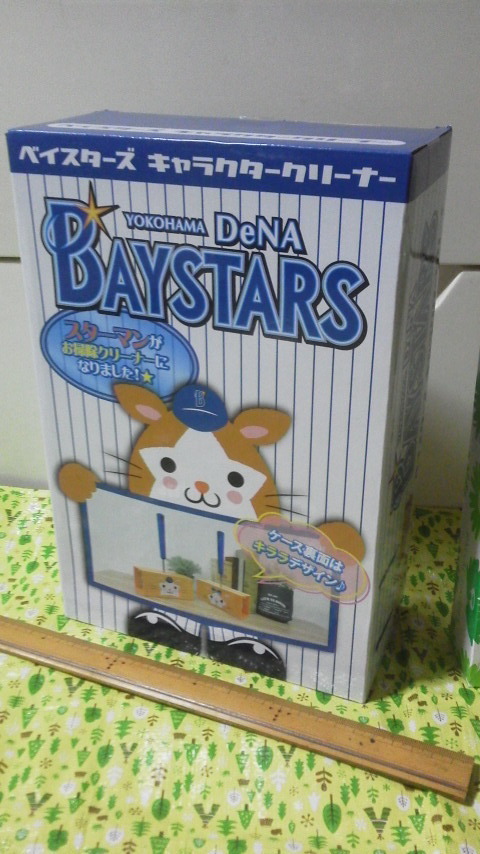 ベイスターズ キャラクタークリーナー
YOKOHAMA DeNA
BAYSTARS
スターマンが
お掃除クリーナーに
なりました!★
B
ケース裏面は
キララデザイン♪